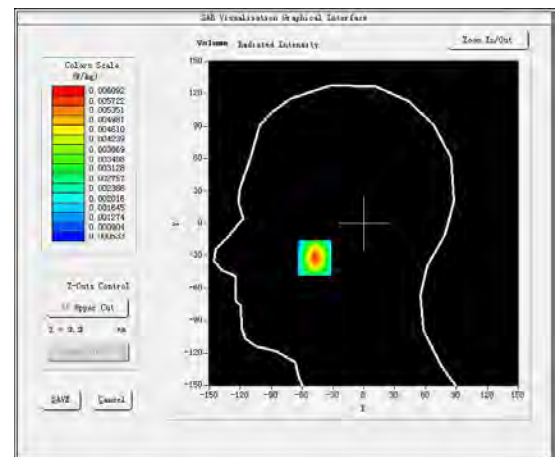 SAR Visualisation Graphical Interface
Volume Radiated Intensity
Zoom In/Out
Colors Scale
(W/kg)
0.006092
0.005722
0.005351
0.004981
0.004610
0.004239
0.003869
0.003498
0.003128
0.002757
0.002386
0.002016
0.001645
0.001274
0.000904
0.000533
150
120
90
60
30
0
-30
-60
-90
-120
-150
Y
-150 -120 -90 -60 -30 0 30 60 90 120 150
X
Z-Cuts Control
Upper Cut
mm
SAVE
Cancel